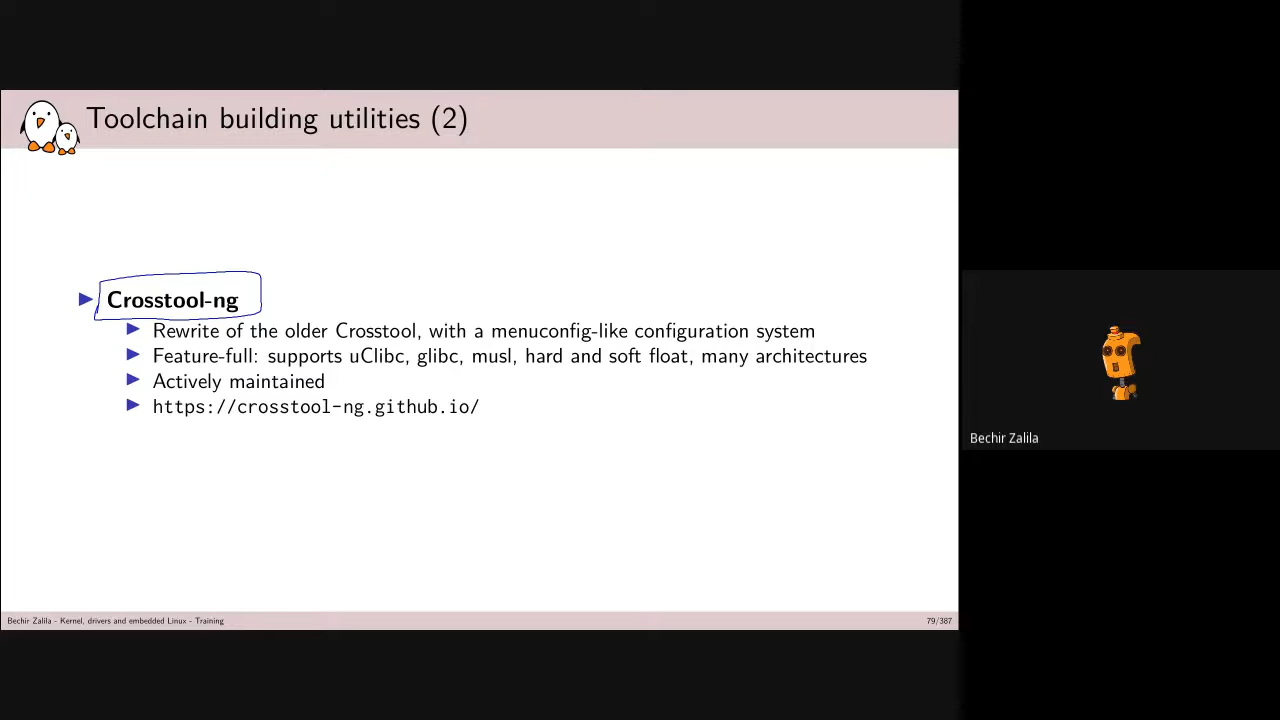 Toolchain building utilities (2)
Crosstool-ng
Rewrite of the older Crosstool, with a menuconfig-like configuration system
Feature-full: supports uClibc, glibc, musl, hard and soft float, many architectures
Actively maintained
https://crosstool-ng.github.io/
Bechir Zalila - Kernel, drivers and embedded Linux - Training
79/387
Bechir Zalila